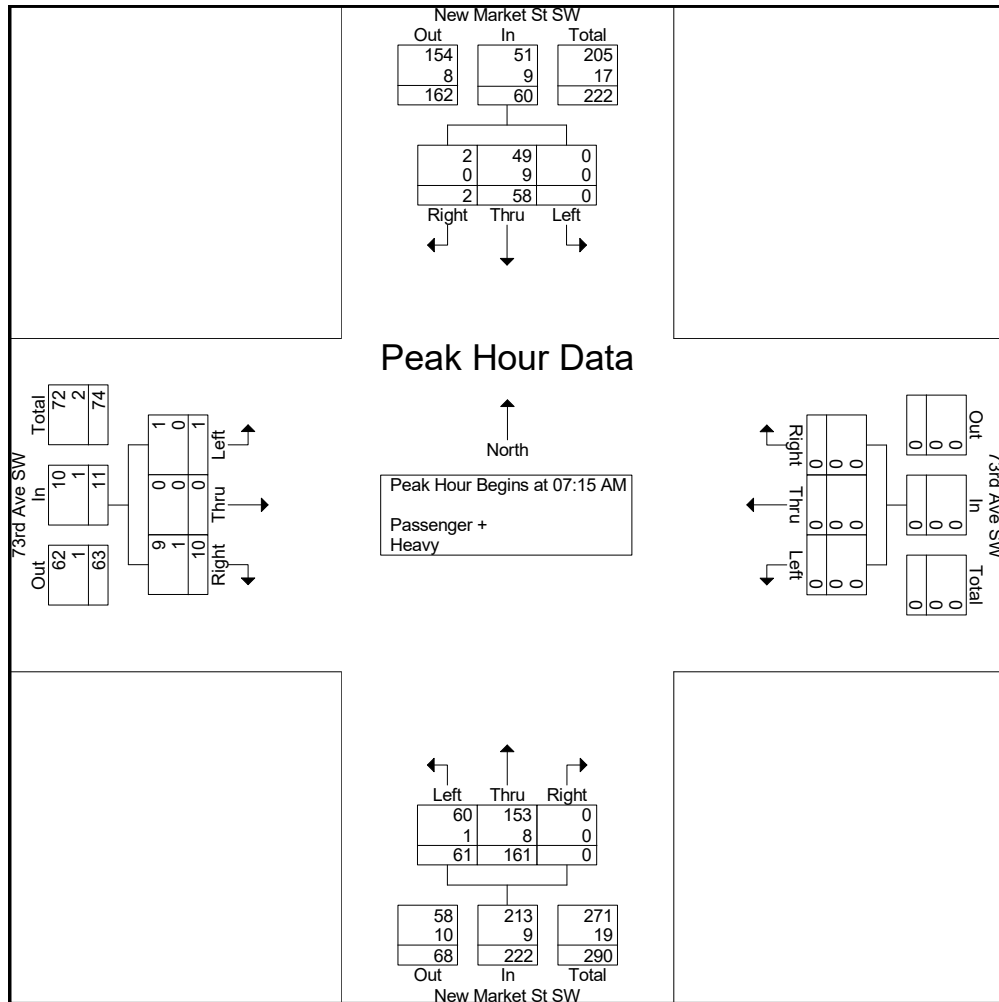 New Market St SW
Out In Total
154 51 205
8 9 17
162 60 222
2 49 0
0 9 0
2 58 0
Right Thru Left
Peak Hour Data
North
Peak Hour Begins at 07:15 AM
Passenger +
Heavy
73rd Ave SW
Total In Out
72 10 62
2 1 1
74 11 63
Left Thru Right
1 0 9
0 0 1
1 0 10
73rd Ave SW
Out In Total
0 0 0
0 0 0
0 0 0
Right Thru Left
0 0 0
0 0 0
0 0 0
Left Thru Right
60 153 0
1 8 0
61 161 0
58 213 271
10 9 19
68 222 290
Out In Total
New Market St SW